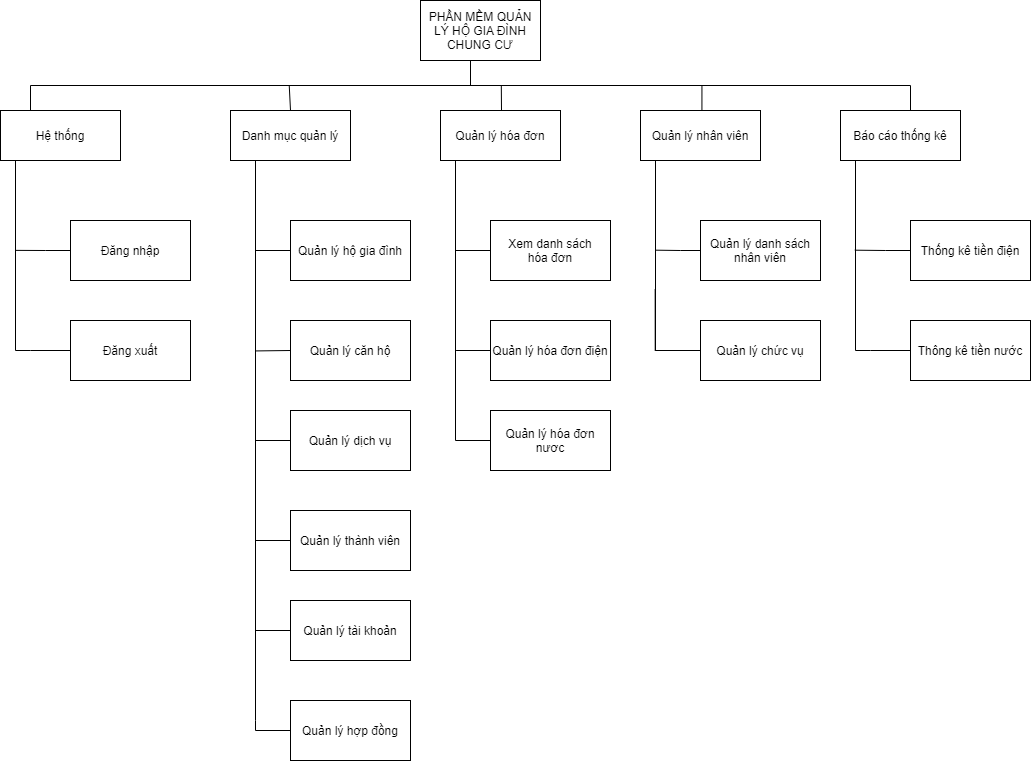 PHẦN MỀM QUẢN
LÝ HỘ GIA ĐÌNH
CHUNG CƯ
Hệ thống
Danh mục quản lý
Quản lý hóa đơn
Quản lý nhân viên
Báo cáo thống kê
Đăng nhập
Quản lý hộ gia đình
Xem danh sách
hóa đơn
Quản lý danh sách
nhân viên
Thống kê tiền điện
Đăng xuất
Quản lý căn hộ
Quản lý hóa đơn điện
Quản lý chức vụ
Thông kê tiền nước
Quản lý dịch vụ
Quản lý hóa đơn
nước
Quản lý thành viên
Quản lý tài khoản
Quản lý hợp đồng